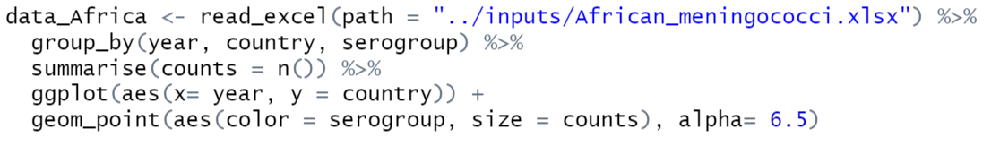 data_Africa <- read_excel(path = "../inputs/African_meningococci.xlsx") %>%
group_by(year, country, serogroup) %>%
summarise(counts = n()) %>%
ggplot(aes(x= year, y = country)) +
geom_point(aes(color = serogroup, size = counts), alpha= 6.5)